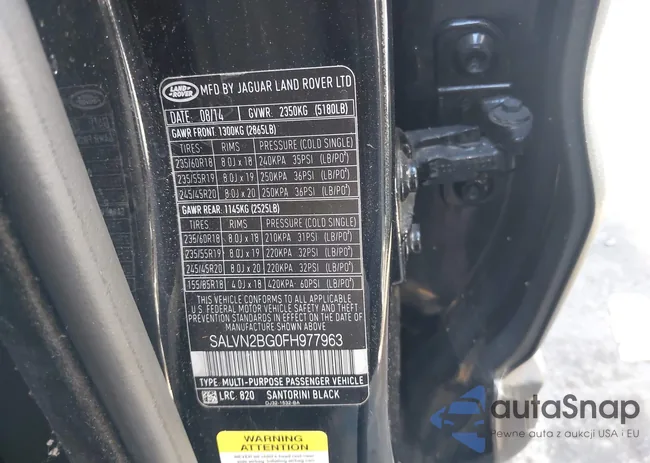 LAND ROVER
MFD BY JAGUAR LAND ROVER LTD
DATE: 08/14 GVWR: 2350KG (5180LB)
GAWR FRONT: 1300KG (2865LB)
TIRES RIMS PRESSURE (COLD SINGLE)
235/60R18 8.0J x 18 240KPA 35PSI (LB/PO²)
235/55R19 8.0J x 19 250KPA 36PSI (LB/PO²)
245/45R20 8.0J x 20 250KPA 36PSI (LB/PO²)
GAWR REAR: 1145KG (2525LB)
TIRES RIMS PRESSURE (COLD SINGLE)
235/60R18 8.0J x 18 210KPA 31PSI (LB/PO²)
235/55R19 8.0J x 19 220KPA 32PSI (LB/PO²)
245/45R20 8.0J x 20 220KPA 32PSI (LB/PO²)
155/85R18 4.0J x 18 420KPA 60PSI (LB/PO²)
THIS VEHICLE CONFORMS TO ALL APPLICABLE
U.S. FEDERAL MOTOR VEHICLE SAFETY AND THEFT
PREVENTION STANDARDS IN EFFECT ON THE DATE
OF MANUFACTURE SHOWN ABOVE
SALVN2BG0FH977963
TYPE: MULTI-PURPOSE PASSENGER VEHICLE
LRC: 820 SANTORINI BLACK
WARNING
ATTENTION
autoSnap
Pewne auta z aukcji USA i EU